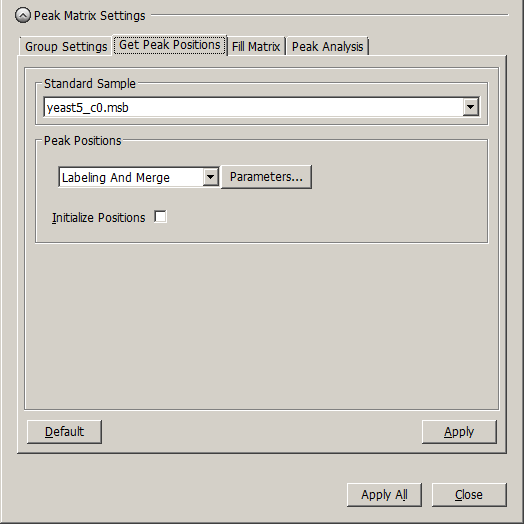 Peak Matrix Settings
Group Settings Get Peak Positions Fill Matrix Peak Analysis
Standard Sample
yeast5_c0.msb
Peak Positions
Labeling And Merge Parameters...
Initialize Positions
Default Apply
Apply All Close